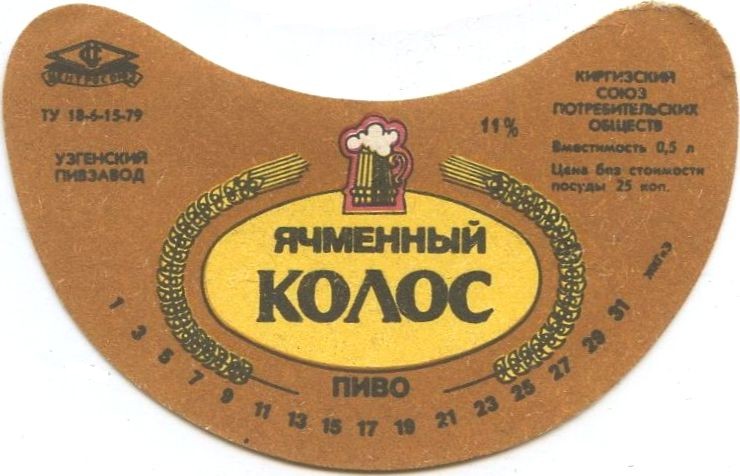 ЦЕНТРОСОЮЗ
ТУ 18-6-15-79
УЗГЕНСКИЙ
ПИВЗАВОД
11%
КИРГИЗСКИЙ
СОЮЗ
ПОТРЕБИТЕЛЬСКИХ
ОБЩЕСТВ
Вместимость 0,5 л
Цена без стоимости
посуды 25 коп.
ЯЧМЕННЫЙ
КОЛОС
ПИВО
1 3 5 7 9 11 13 15 17 19 21 23 25 27 29 31